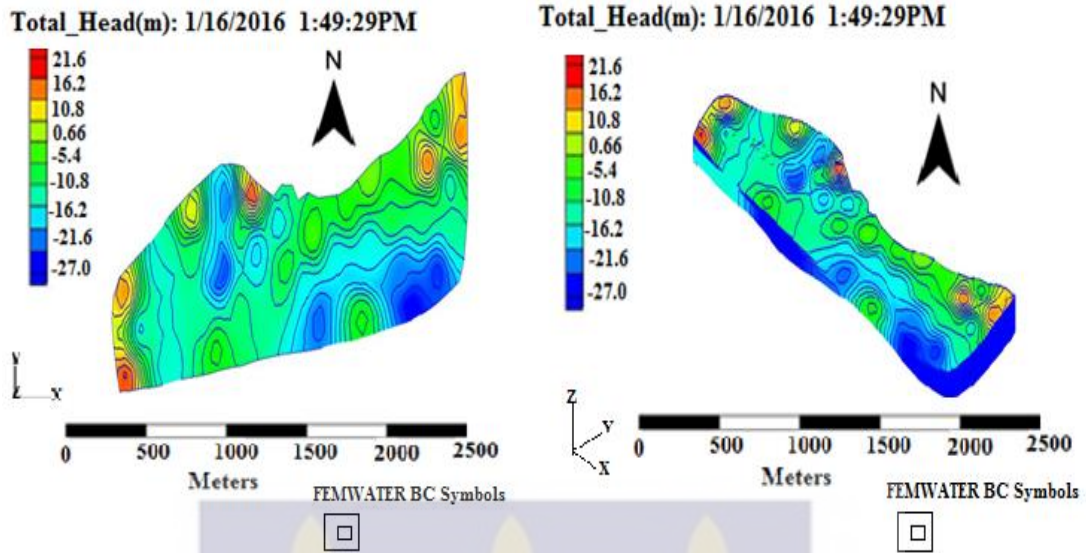 Total_Head(m): 1/16/2016 1:49:29PM
21.6
16.2
10.8
0.66
-5.4
-10.8
-16.2
-21.6
-27.0
N
Y
Z X
0 500 1000 1500 2000 2500
Meters
FEMWATER BC Symbols
Total_Head(m): 1/16/2016 1:49:29PM
21.6
16.2
10.8
0.66
-5.4
-10.8
-16.2
-21.6
-27.0
N
Z
Y
X
0 500 1000 1500 2000 2500
Meters
FEMWATER BC Symbols